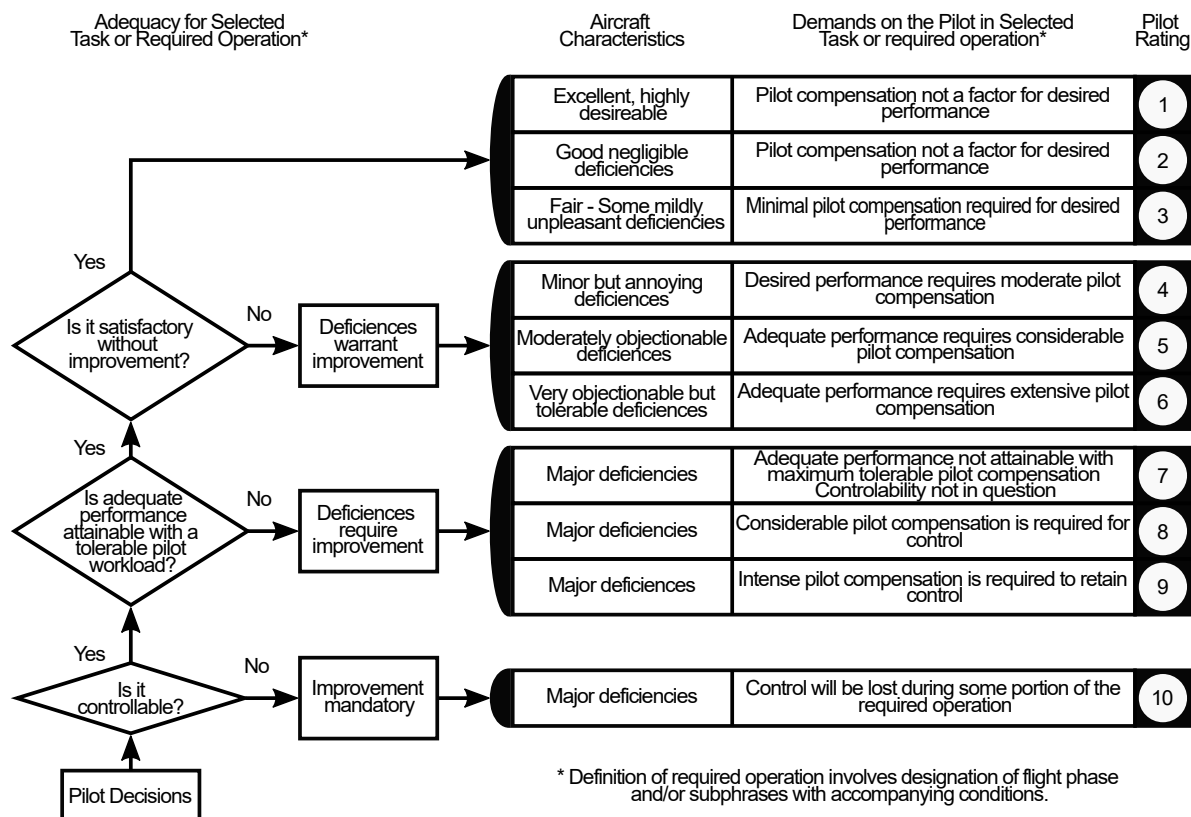 Adequacy for Selected
Task or Required Operation*
Aircraft
Characteristics
Demands on the Pilot in Selected
Task or required operation*
Pilot
Rating
Excellent, highly
desireable
Pilot compensation not a factor for desired
performance
1
Good negligible
deficiencies
Pilot compensation not a factor for desired
performance
2
Fair - Some mildly
unpleasant deficiencies
Minimal pilot compensation required for desired
performance
3
Yes
Is it satisfactory
without
improvement?
No
Deficiences
warrant
improvement
Minor but annoying
deficiences
Desired performance requires moderate pilot
compensation
4
Moderately objectionable
deficiences
Adequate performance requires considerable
pilot compensation
5
Very objectionable but
tolerable deficiences
Adequate performance requires extensive pilot
compensation
6
Yes
Is adequate
performance
attainable with a
tolerable pilot
workload?
No
Deficiences
require
improvement
Major deficiencies
Adequate performance not attainable with
maximum tolerable pilot compensation
Controlability not in question
7
Major deficiencies
Considerable pilot compensation is required for
control
8
Major deficiences
Intense pilot compensation is required to retain
control
9
Yes
Is it
controllable?
No
Improvement
mandatory
Major deficiencies
Control will be lost during some portion of the
required operation
10
Pilot Decisions
* Definition of required operation involves designation of flight phase
and/or subphrases with accompanying conditions.